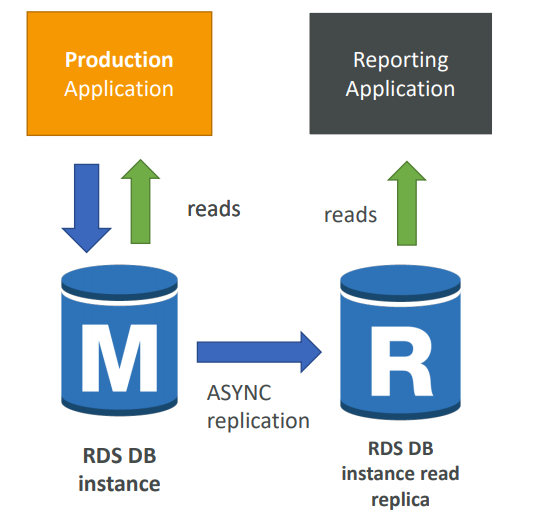 Production
Application
Reporting
Application
reads
reads
M
R
ASYNC
replication
RDS DB
instance
RDS DB
instance read
replica